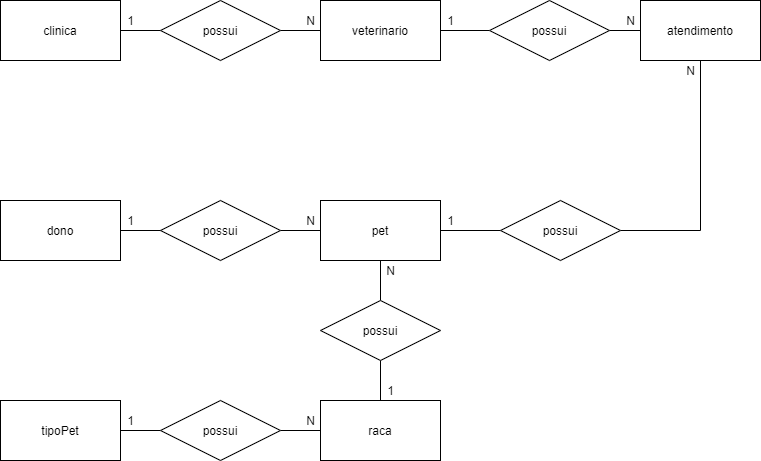 clinica 1 possui N veterinario 1 possui N atendimento
N
dono 1 possui N pet 1 possui
N
possui
1
tipoPet 1 possui N raca